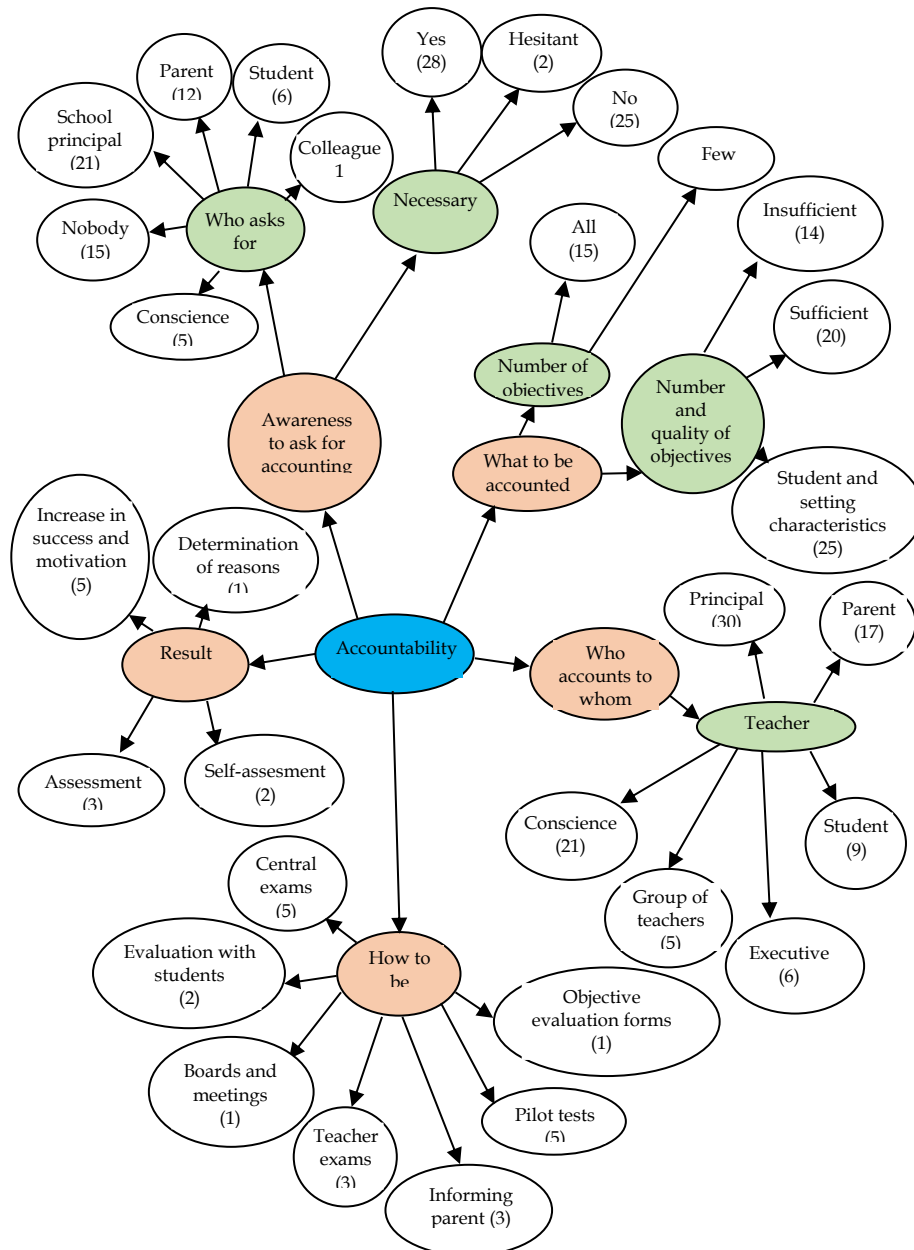 Yes
(28)
Hesitant
(2)
Parent
(12)
Student
(6)
No
(25)
School
principal
(21)
Colleague
1
Few
Necessary
Who asks
for
Nobody
(15)
Insufficient
(14)
All
(15)
Conscience
(5)
Sufficient
(20)
Number of
objectives
Number
and
quality of
objectives
Awareness
to ask for
accounting
What to be
accounted
Student and
setting
characteristics
(25)
Increase in
success and
motivation
(5)
Determination
of reasons
(1)
Principal
(30)
Parent
(17)
Result
Accountability
Who
accounts to
whom
Teacher
Assessment
(3)
Self-assesment
(2)
Conscience
(21)
Student
(9)
Central
exams
(5)
Group of
teachers
(5)
Executive
(6)
Evaluation with
students
(2)
How to
be
Objective
evaluation forms
(1)
Boards and
meetings
(1)
Teacher
exams
(3)
Pilot tests
(5)
Informing
parent (3)